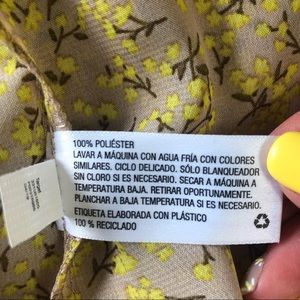 100% POLIÉSTER
LAVAR A MÁQUINA CON AGUA FRÍA CON COLORES
SIMILARES. CICLO DELICADO. SÓLO BLANQUEADOR
SIN CLORO SI ES NECESARIO. SECAR A MÁQUINA A
TEMPERATURA BAJA. RETIRAR OPORTUNAMENTE.
PLANCHAR A BAJA TEMPERATURA SI ES NECESARIO.
ETIQUETA ELABORADA CON PLÁSTICO
100 % RECICLADO